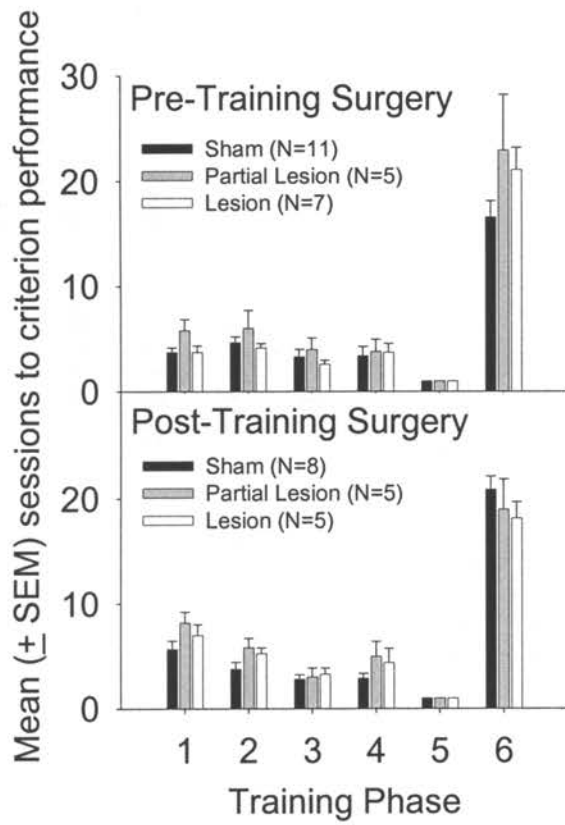 Mean (± SEM) sessions to criterion performance
30
Pre-Training Surgery
Sham (N=11)
Partial Lesion (N=5)
Lesion (N=7)
20
10
0
Post-Training Surgery
Sham (N=8)
Partial Lesion (N=5)
Lesion (N=5)
20
10
0
1 2 3 4 5 6
Training Phase